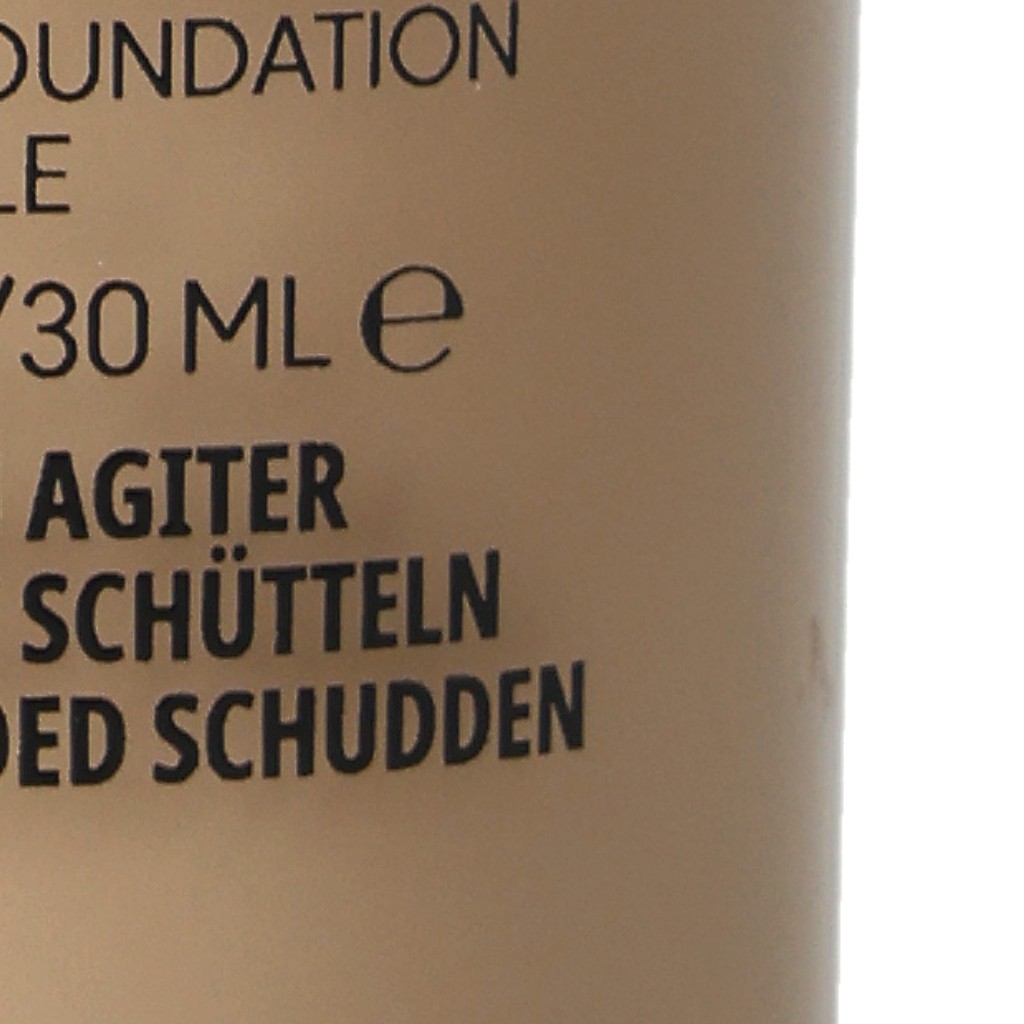 OUNDATION
LE
/30 ML ℮
AGITER
SCHÜTTELN
OED SCHUDDEN